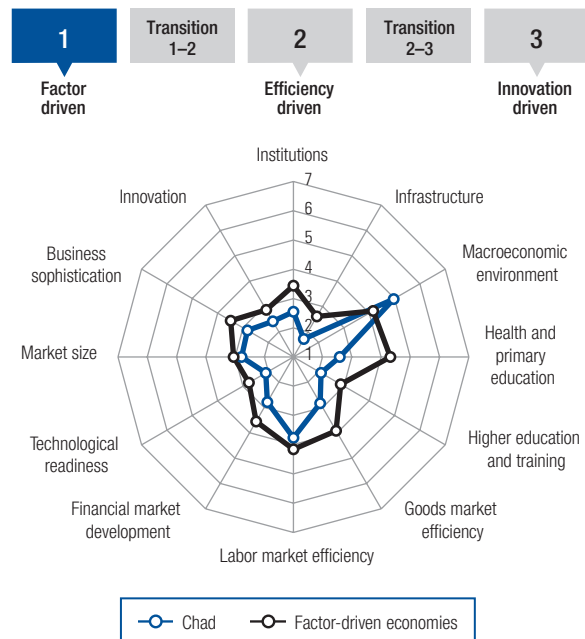 1
Transition
1–2
2
Transition
2–3
3
Factor
driven
Efficiency
driven
Innovation
driven
Institutions
Infrastructure
Macroeconomic
environment
Health and
primary
education
Higher education
and training
Goods market
efficiency
Labor market efficiency
Financial market
development
Technological
readiness
Market size
Business
sophistication
Innovation
7
6
5
4
3
2
1
Chad
Factor-driven economies